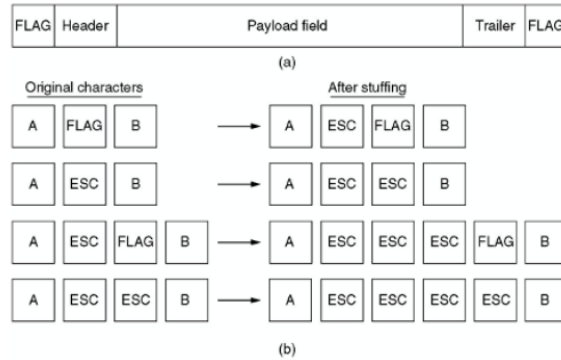 FLAG Header Payload field Trailer FLAG
(a)
Original characters After stuffing
A FLAG B A ESC FLAG B
A ESC B A ESC ESC B
A ESC FLAG B A ESC ESC ESC FLAG B
A ESC ESC B A ESC ESC ESC ESC B
(b)